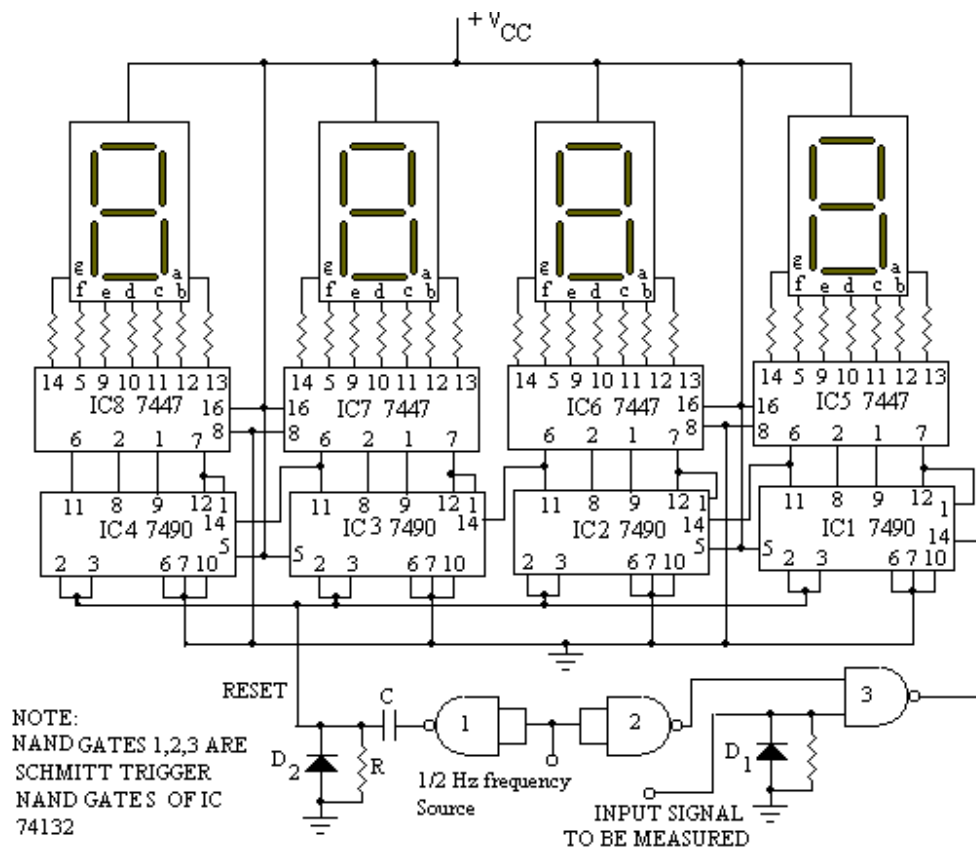 + VCC
g a g a g a g a
f e d c b f e d c b f e d c b f e d c b
14 5 9 10 11 12 13 14 5 9 10 11 12 13 14 5 9 10 11 12 13 14 5 9 10 11 12 13
IC8 7447 16 16 IC7 7447 IC6 7447 16 16 IC5 7447
8 8 8 8
6 2 1 7 6 2 1 7 6 2 1 7 6 2 1 7
11 8 9 12 1 11 8 9 12 1 11 8 9 12 1 11 8 9 12 1
IC4 7490 14 IC3 7490 14 IC2 7490 14 IC1 7490 14
5 5 5 5
2 3 6 7 10 2 3 6 7 10 2 3 6 7 10 2 3 6 7 10
RESET
C
1 2 3
D2 R
D1
1/2 Hz frequency
Source
INPUT SIGNAL
TO BE MEASURED
NOTE:
NAND GATES 1,2,3 ARE
SCHMITT TRIGGER
NAND GATES OF IC
74132